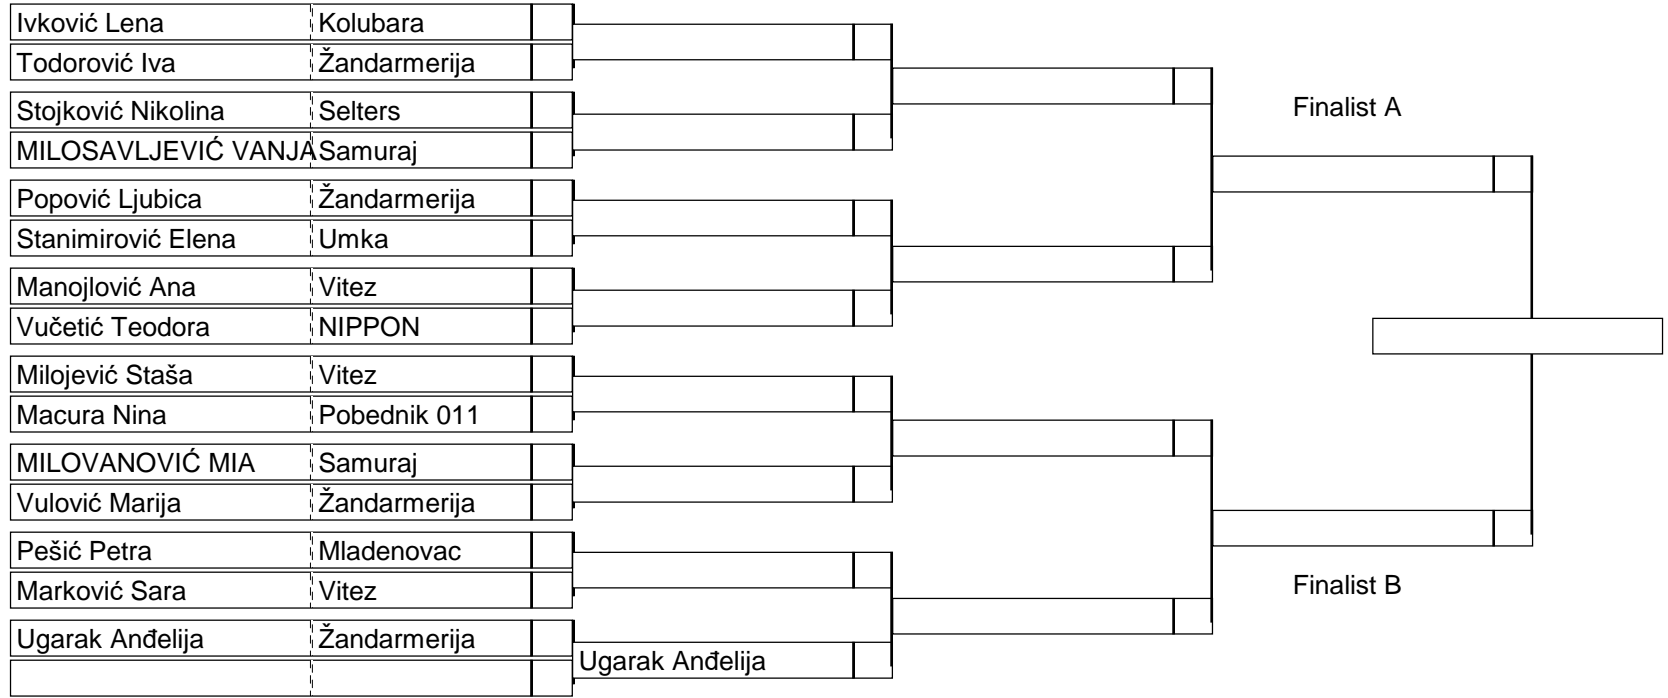 Ivković Lena Kolubara
Todorović Iva Žandarmerija
Stojković Nikolina Selters
MILOSAVLJEVIĆ VANJA Samuraj
Popović Ljubica Žandarmerija
Stanimirović Elena Umka
Manojlović Ana Vitez
Vučetić Teodora NIPPON
Milojević Staša Vitez
Macura Nina Pobednik 011
MILOVANOVIĆ MIA Samuraj
Vulović Marija Žandarmerija
Pešić Petra Mladenovac
Marković Sara Vitez
Ugarak Anđelija Žandarmerija
Ugarak Anđelija
Finalist A
Finalist B